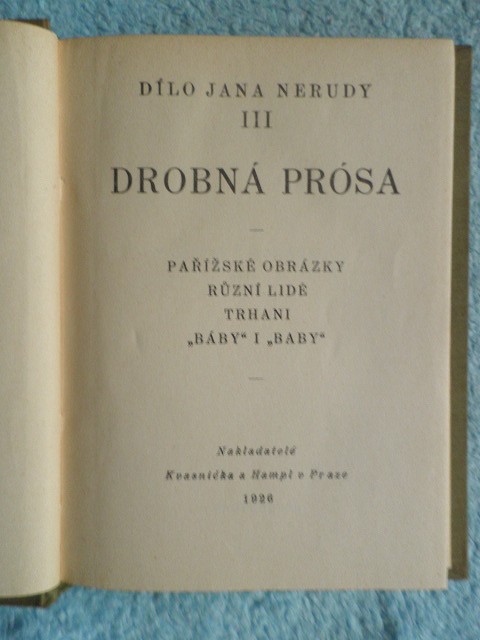 DÍLO JANA NERUDY
III
DROBNÁ PRÓSA
PAŘÍŽSKÉ OBRÁZKY
RŮZNÍ LIDÉ
TRHANI
„BÁBY“ I „BABY“
Nakladatelé
Kvasnička a Hampl v Praze
1926